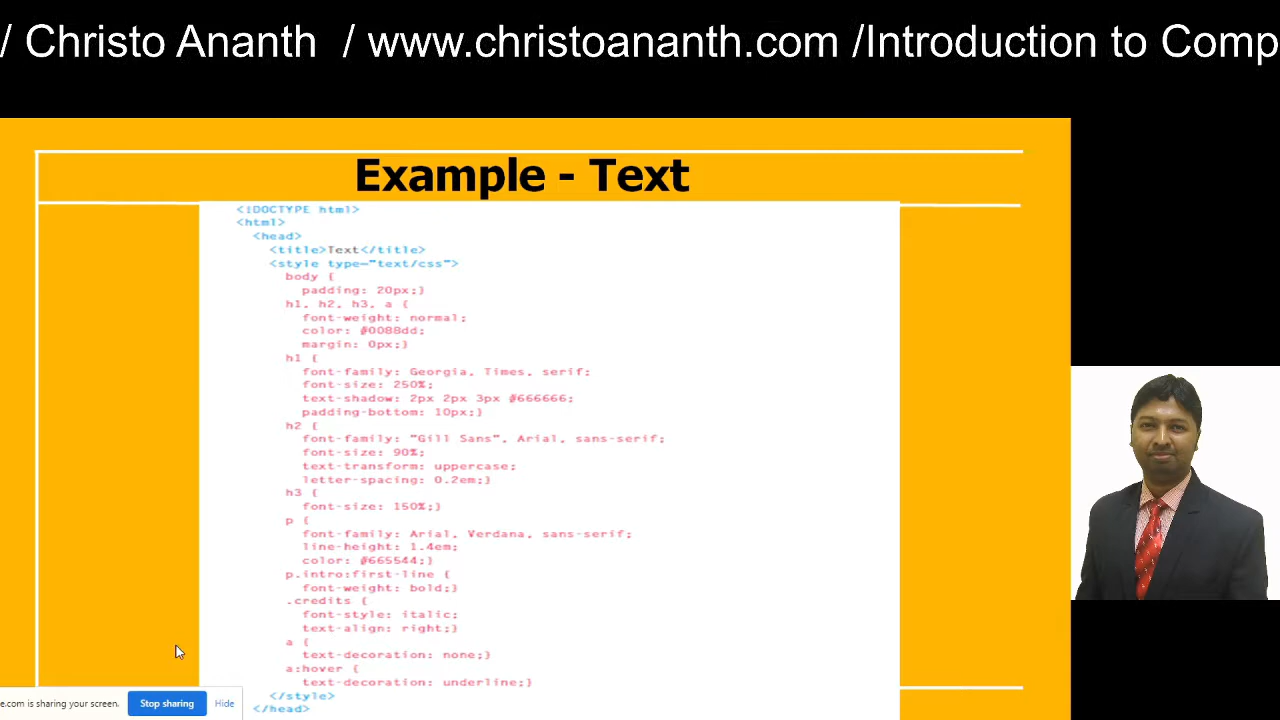 / Christo Ananth / www.christoananth.com /Introduction to Comp
Example - Text
<!DOCTYPE html>
<html>
<head>
<title>Text</title>
<style type="text/css">
body {
padding: 20px;}
h1, h2, h3, a {
font-weight: normal;
color: #0088dd;
margin: 0px;}
h1 {
font-family: Georgia, Times, serif;
font-size: 250%;
text-shadow: 2px 2px 3px #666666;
padding-bottom: 10px;}
h2 {
font-family: "Gill Sans", Arial, sans-serif;
font-size: 90%;
text-transform: uppercase;
letter-spacing: 0.2em;}
h3 {
font-size: 150%;}
p {
font-family: Arial, Verdana, sans-serif;
line-height: 1.4em;
color: #665544;}
p.intro:first-line {
font-weight: bold;}
.credits {
font-style: italic;
text-align: right;}
a {
text-decoration: none;}
a:hover {
text-decoration: underline;}
</style>
</head>
e.com is sharing your screen. Stop sharing Hide